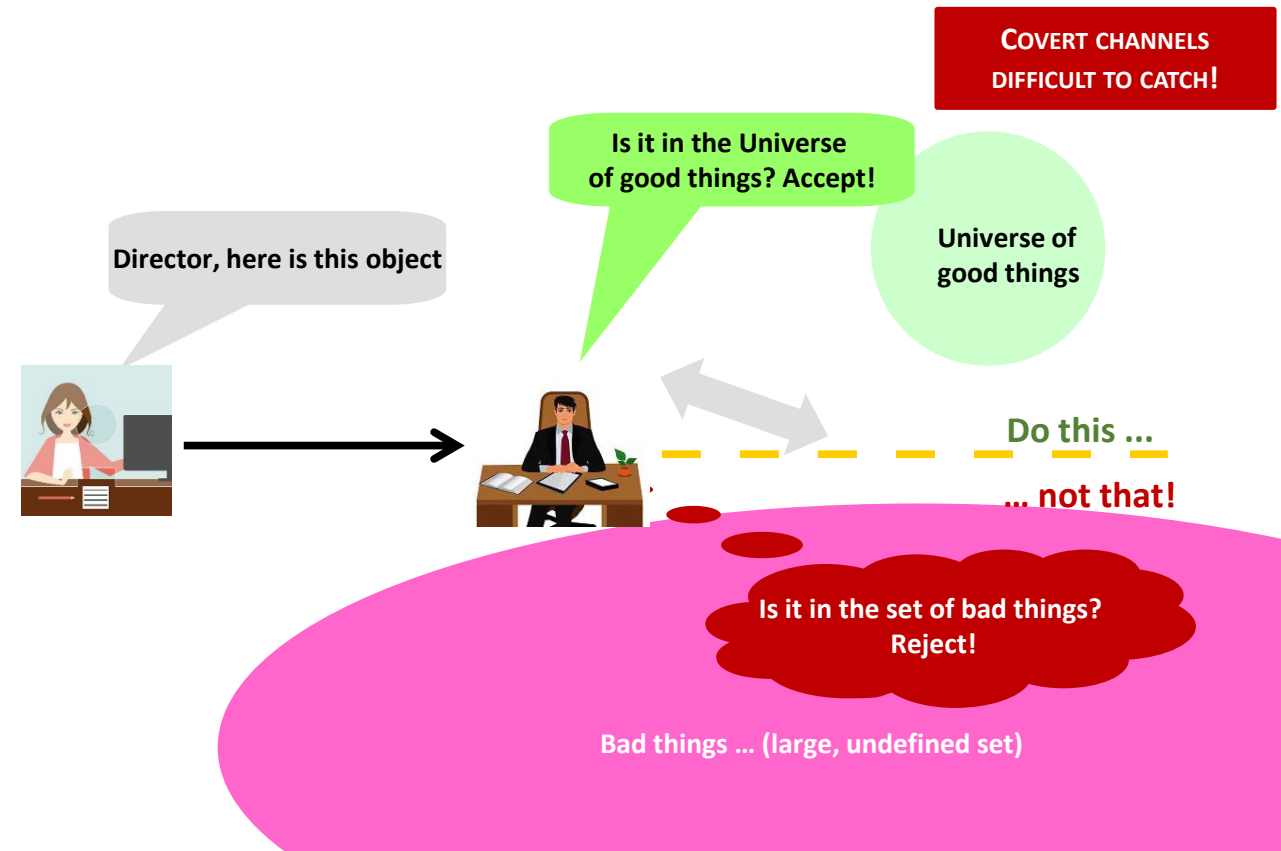 COVERT CHANNELS
DIFFICULT TO CATCH!
Is it in the Universe
of good things? Accept!
Director, here is this object
Universe of
good things
Do this ...
... not that!
Is it in the set of bad things?
Reject!
Bad things ... (large, undefined set)